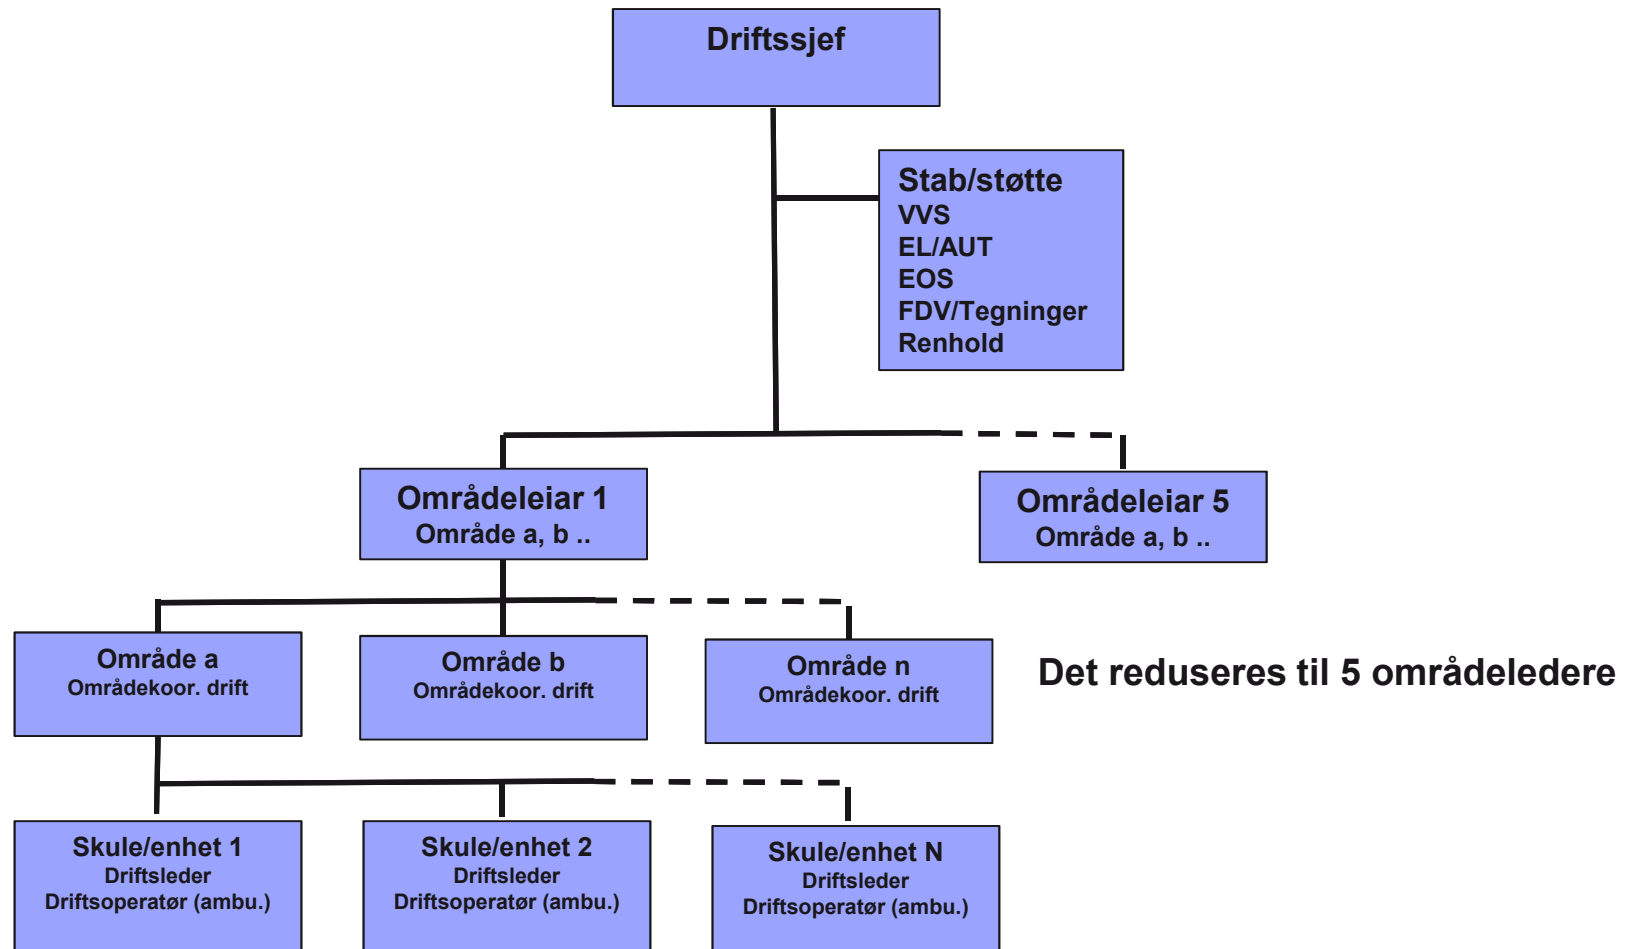 Driftssjef
Stab/støtte
VVS
EL/AUT
EOS
FDV/Tegninger
Renhold
Områdeleiar 1
Område a, b ..
Områdeleiar 5
Område a, b ..
Område a
Områdekoor. drift
Område b
Områdekoor. drift
Område n
Områdekoor. drift
Det reduseres til 5 områdeledere
Skule/enhet 1
Driftsleder
Driftsoperatør (ambu.)
Skule/enhet 2
Driftsleder
Driftsoperatør (ambu.)
Skule/enhet N
Driftsleder
Driftsoperatør (ambu.)